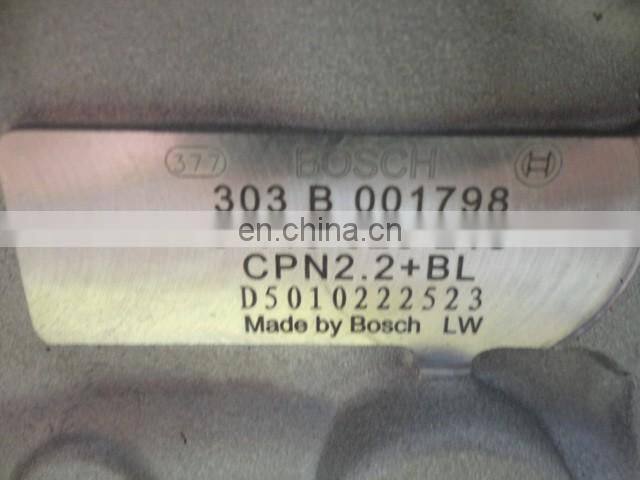 377 BOSCH
303 B 001798
en.china.cn
CPN2.2+BL
D5010222523
Made by Bosch LW